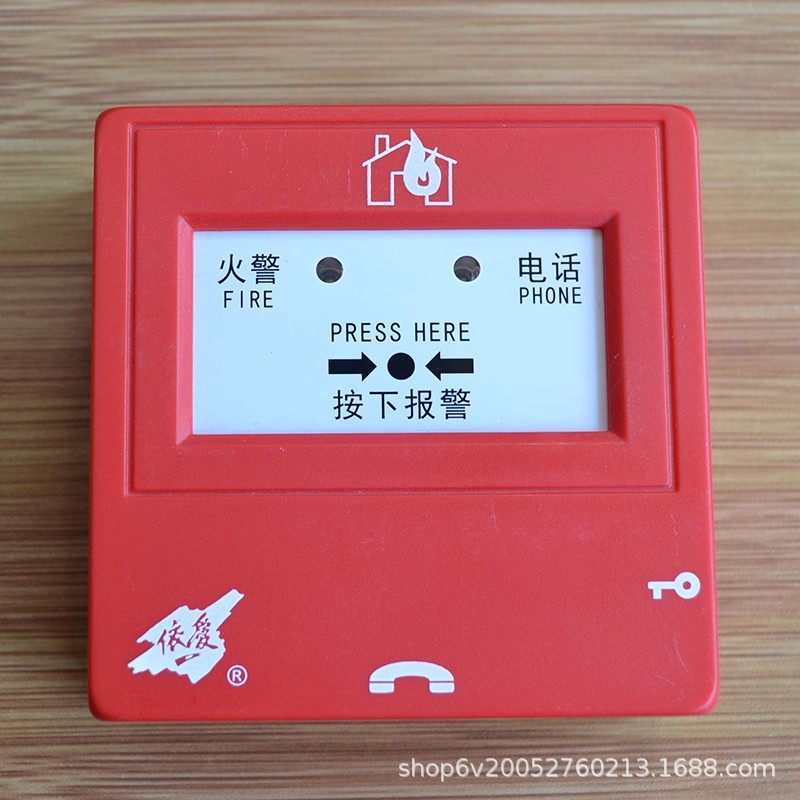 火警
FIRE
电话
PHONE
PRESS HERE
按下报警
依爱
®
shop6v20052760213.1688.com